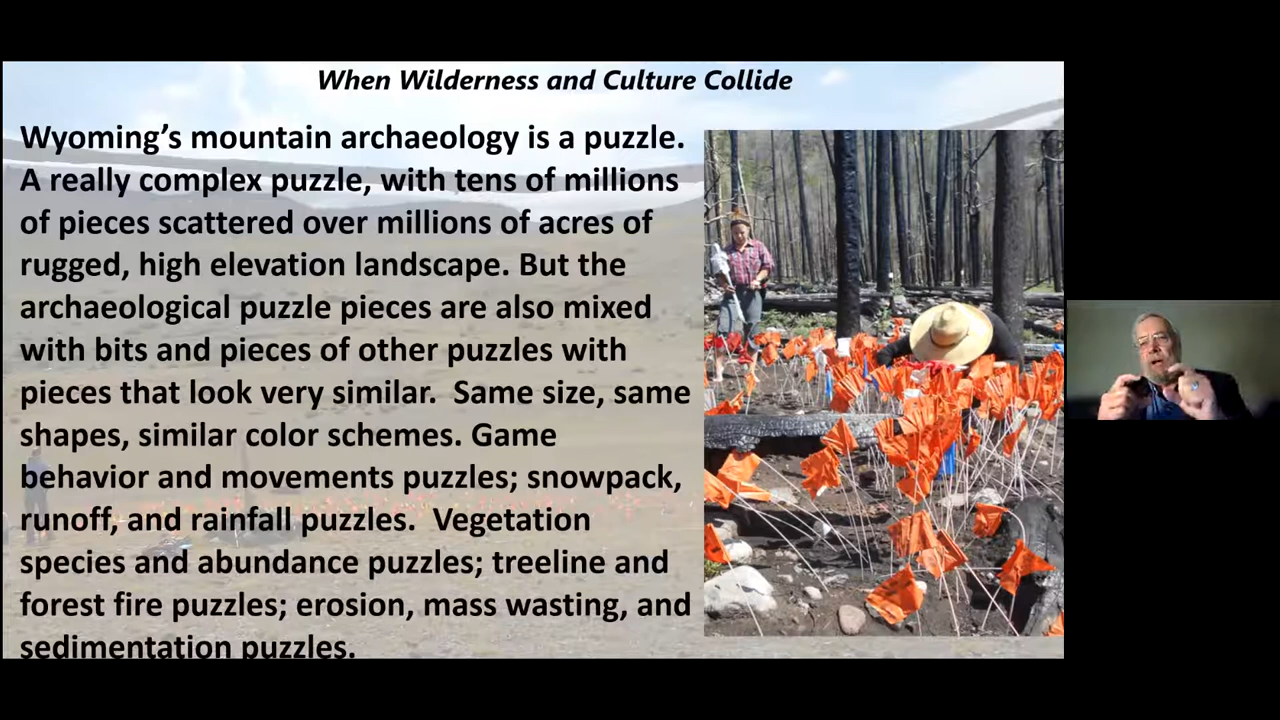 When Wilderness and Culture Collide
Wyoming’s mountain archaeology is a puzzle.
A really complex puzzle, with tens of millions
of pieces scattered over millions of acres of
rugged, high elevation landscape. But the
archaeological puzzle pieces are also mixed
with bits and pieces of other puzzles with
pieces that look very similar.  Same size, same
shapes, similar color schemes. Game
behavior and movements puzzles; snowpack,
runoff, and rainfall puzzles.  Vegetation
species and abundance puzzles; treeline and
forest fire puzzles; erosion, mass wasting, and
sedimentation puzzles.